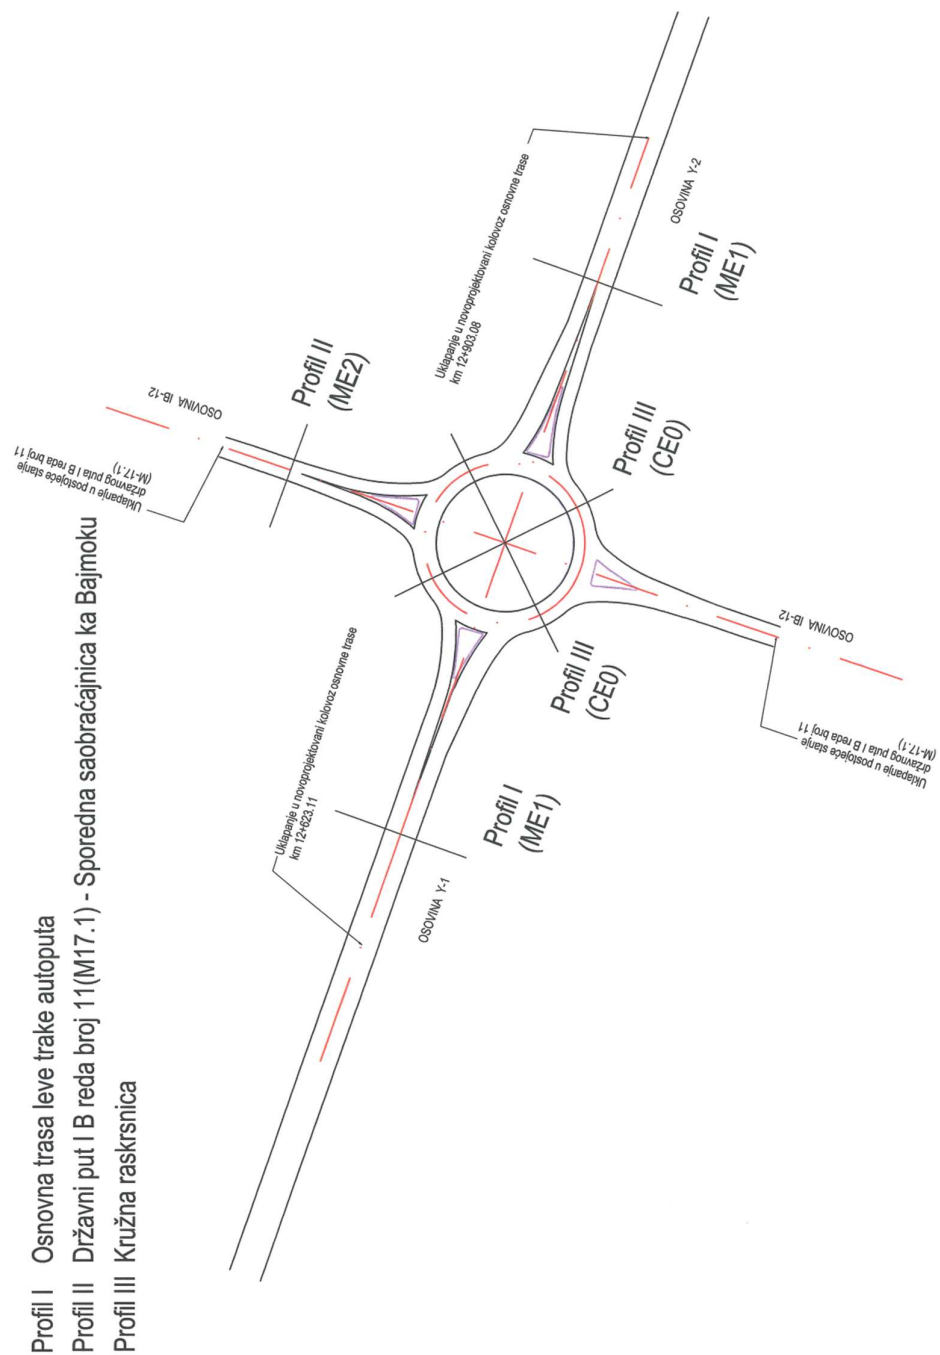 Profil I Osnovna trasa leve trake autoputa
Profil II Državni put I B reda broj 11(M17.1) - Sporedna saobraćajnica ka Bajmoku
Profil III Kružna raskrsnica
Uklapanje u postojeće stanje
državnog puta I B reda broj 11
(M-17.1)
OSOVINA IB-12
Profil II
(ME2)
Uklapanje u novoprojektovani kolovoz osnovne trase
km 12+903.08
OSOVINA Y-2
Profil I
(ME1)
Profil III
(CE0)
Uklapanje u novoprojektovani kolovoz osnovne trase
km 12+623.11
OSOVINA Y-1
Profil I
(ME1)
Profil III
(CE0)
OSOVINA IB-12
Uklapanje u postojeće stanje
državnog puta I B reda broj 11
(M-17.1)